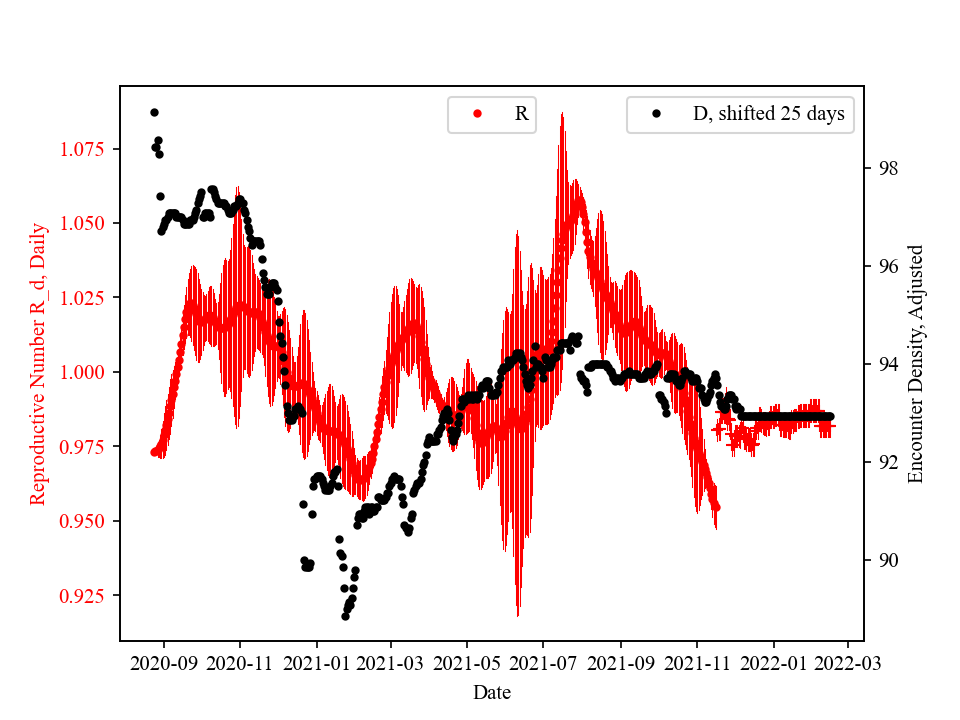 R
D, shifted 25 days
Reproductive Number R_d, Daily
1.075
1.050
1.025
1.000
0.975
0.950
0.925
98
96
94
92
90
Encounter Density, Adjusted
2020-09 2020-11 2021-01 2021-03 2021-05 2021-07 2021-09 2021-11 2022-01 2022-03
Date